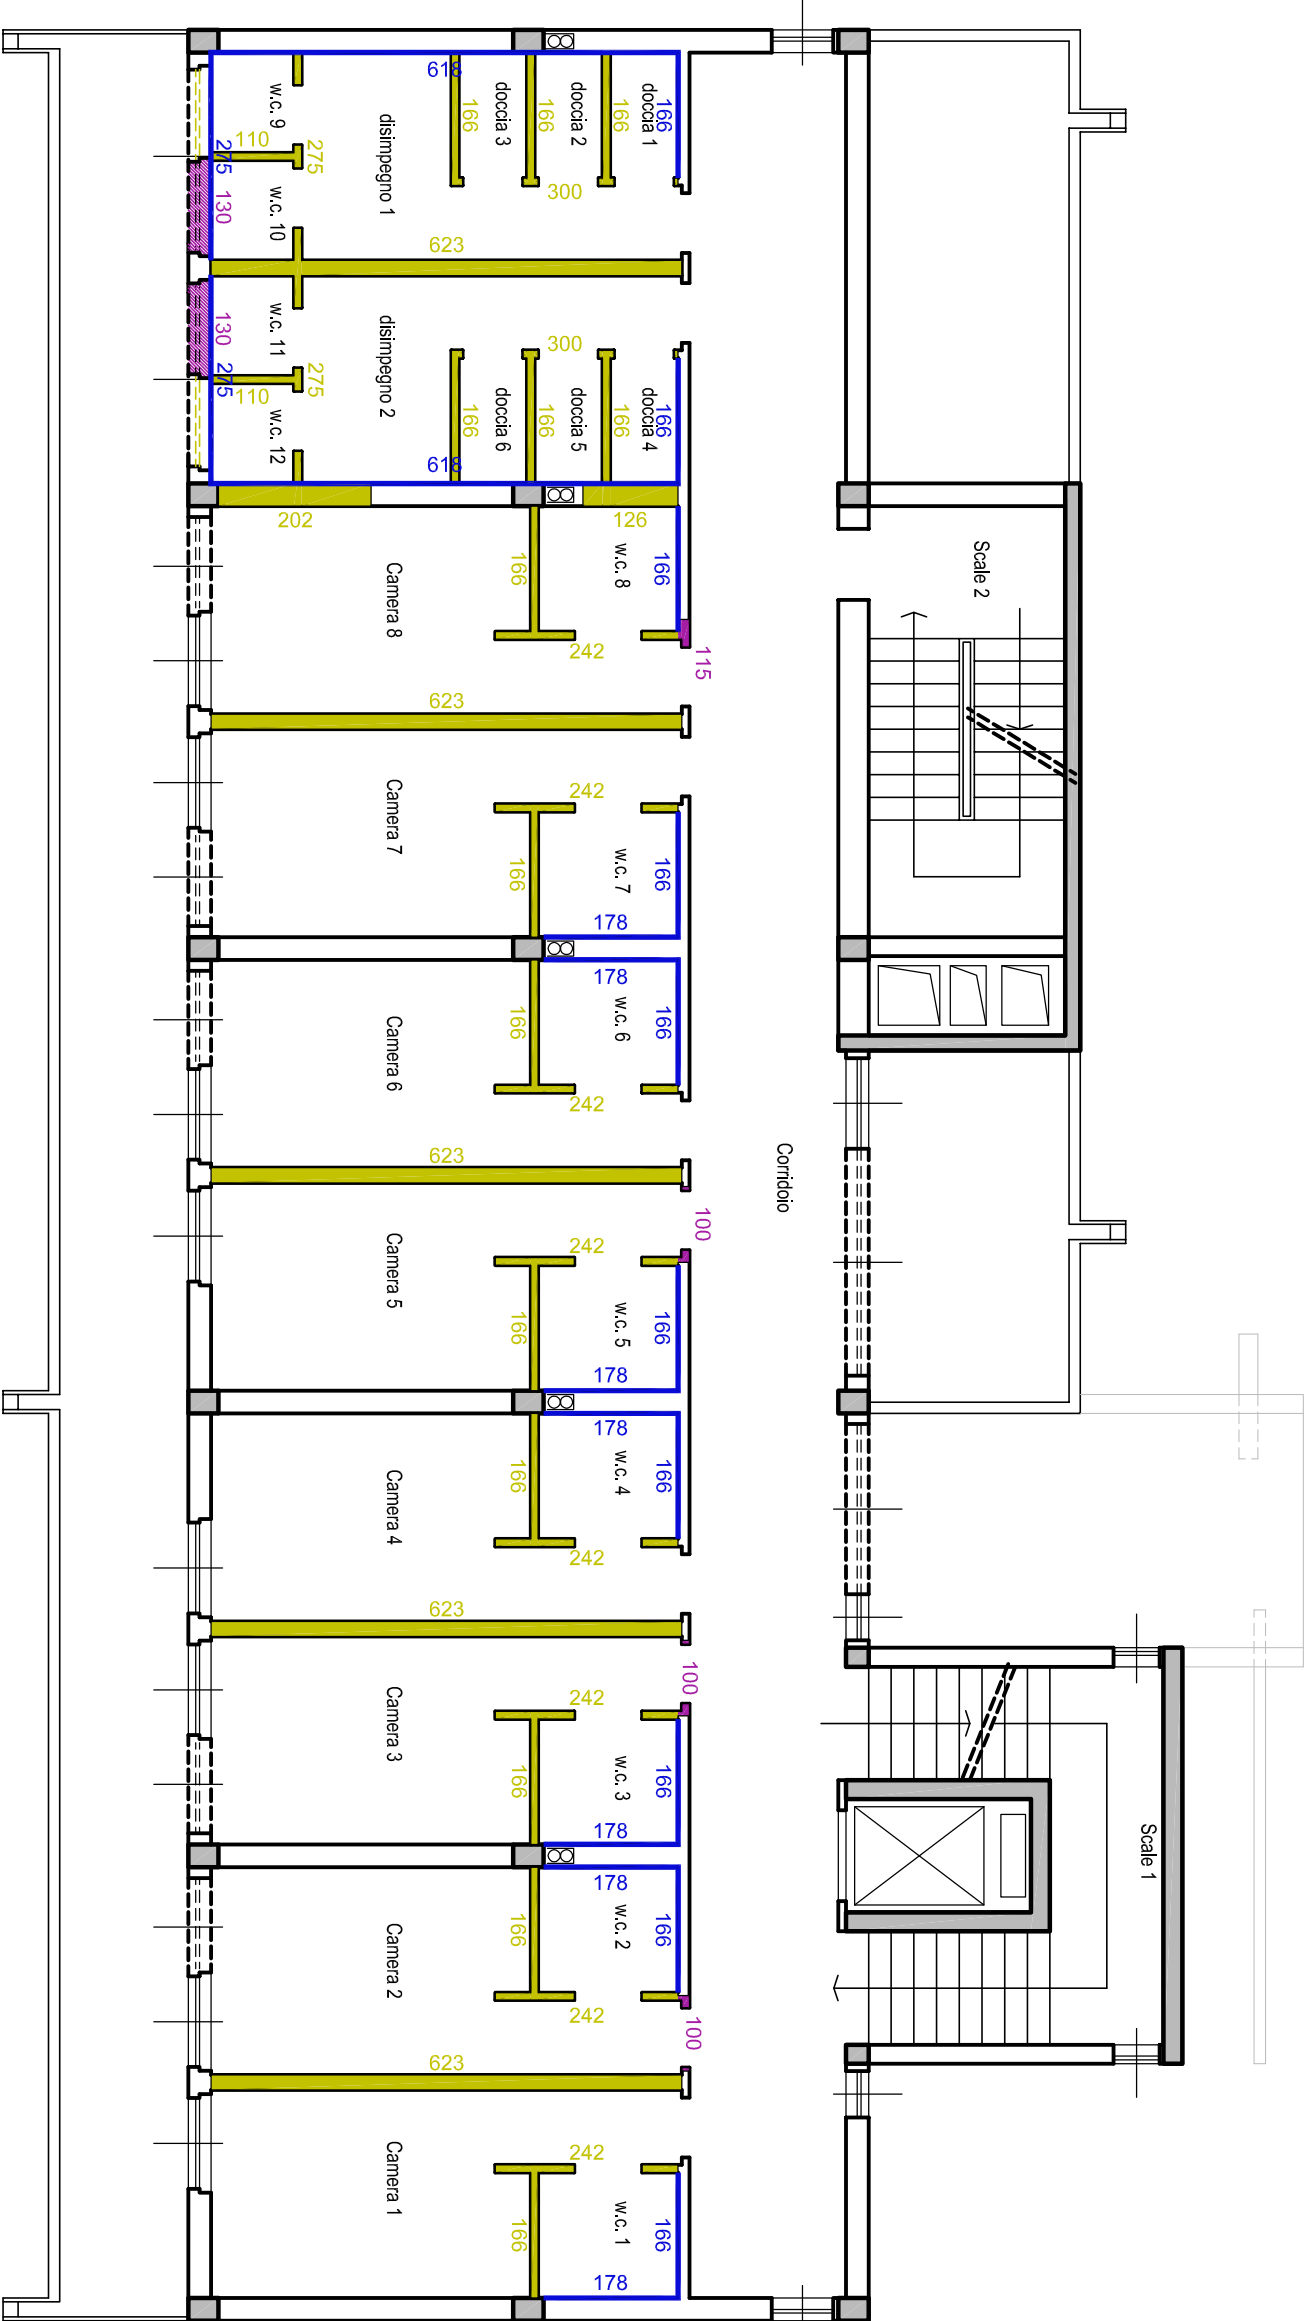 618
w.c. 9
disimpegno 1
doccia 3
166
doccia 2
166
doccia 1
166
166
110
275
275
130
w.c. 10
300
623
130
w.c. 11
disimpegno 2
300
275
275
110
w.c. 12
doccia 6
166
doccia 5
166
doccia 4
166
166
618
202
126
Camera 8
166
w.c. 8
166
242
115
Scale 2
623
Camera 7
242
166
w.c. 7
166
178
178
Camera 6
166
w.c. 6
166
242
623
Corridoio
100
Camera 5
242
166
w.c. 5
166
178
178
Camera 4
166
w.c. 4
166
242
623
100
Camera 3
242
166
w.c. 3
166
178
Scale 1
178
Camera 2
166
w.c. 2
166
242
100
623
Camera 1
242
166
w.c. 1
166
178